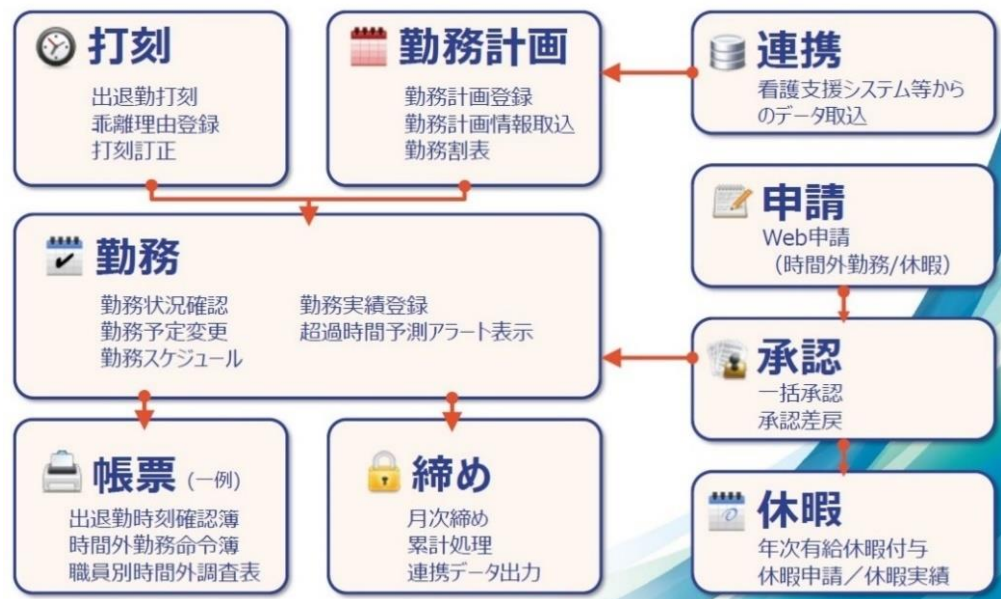 打刻
出退勤打刻
乖離理由登録
打刻訂正
勤務計画
勤務計画登録
勤務計画情報取込
勤務割表
連携
看護支援システム等から
のデータ取込
申請
Web申請
（時間外勤務/休暇）
勤務
勤務状況確認
勤務予定変更
勤務スケジュール
勤務実績登録
超過時間予測アラート表示
承認
一括承認
承認差戻
帳票 (一例)
出退勤時刻確認簿
時間外勤務命令簿
職員別時間外調査表
締め
月次締め
累計処理
連携データ出力
休暇
年次有給休暇付与
休暇申請／休暇実績